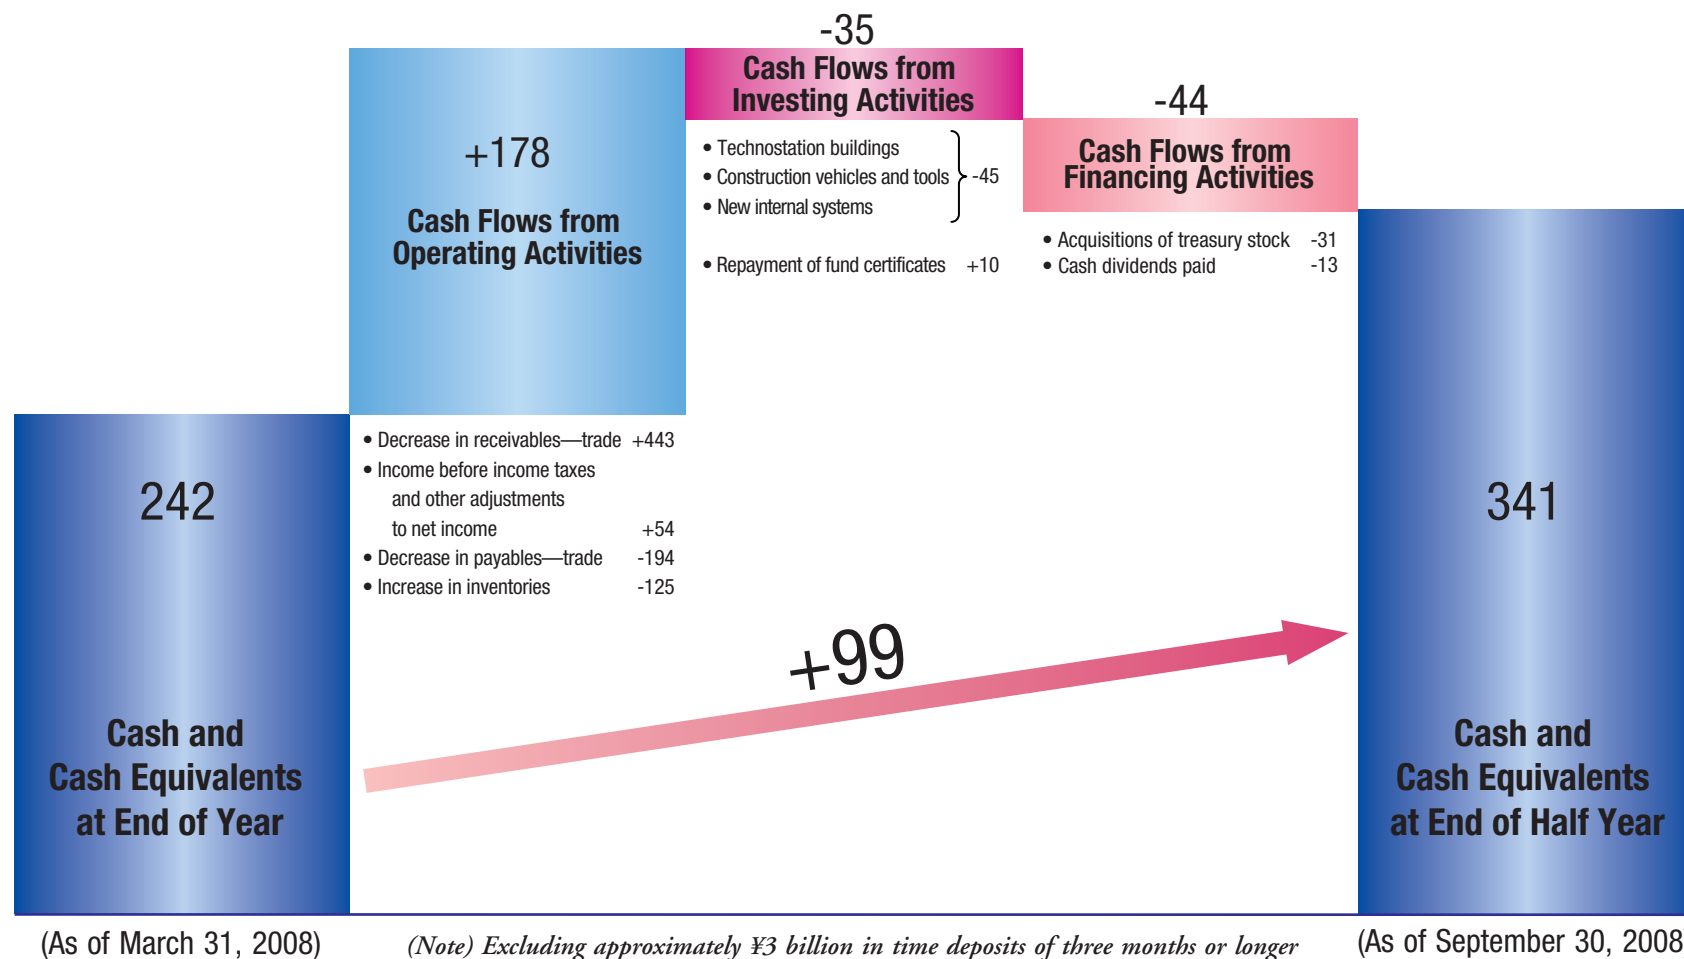 242
Cash and
Cash Equivalents
at End of Year
(As of March 31, 2008)
+178
Cash Flows from
Operating Activities
• Decrease in receivables—trade +443
• Income before income taxes
and other adjustments
to net income +54
• Decrease in payables—trade -194
• Increase in inventories -125
-35
Cash Flows from
Investing Activities
• Technostation buildings
• Construction vehicles and tools -45
• New internal systems
• Repayment of fund certificates +10
-44
Cash Flows from
Financing Activities
• Acquisitions of treasury stock -31
• Cash dividends paid -13
+99
341
Cash and
Cash Equivalents
at End of Half Year
(As of September 30, 2008
(Note) Excluding approximately ¥3 billion in time deposits of three months or longer